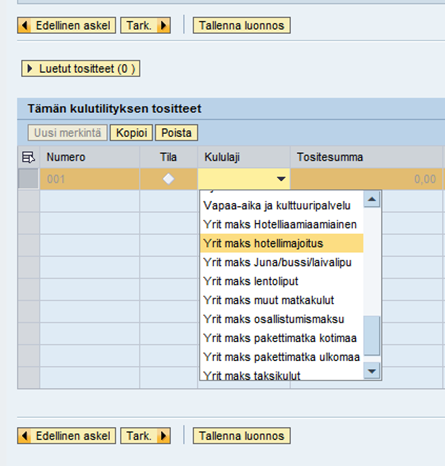 Edellinen askel Tark. Tallenna luonnos
Luetut tositteet (0 )
Tämän kulutilityksen tositteet
Uusi merkintä Kopioi Poista
Numero Tila Kululaji Tositesumma
001 0,00
Vapaa-aika ja kulttuuripalvelu
Yrit maks Hotelliaamiaamiainen
Yrit maks hotellimajoitus
Yrit maks Juna/bussi/laivalipu
Yrit maks lentoliput
Yrit maks muut matkakulut
Yrit maks osallistumismaksu
Yrit maks pakettimatka kotimaa
Yrit maks pakettimatka ulkomaa
Yrit maks taksikulut
Edellinen askel Tark. Tallenna luonnos